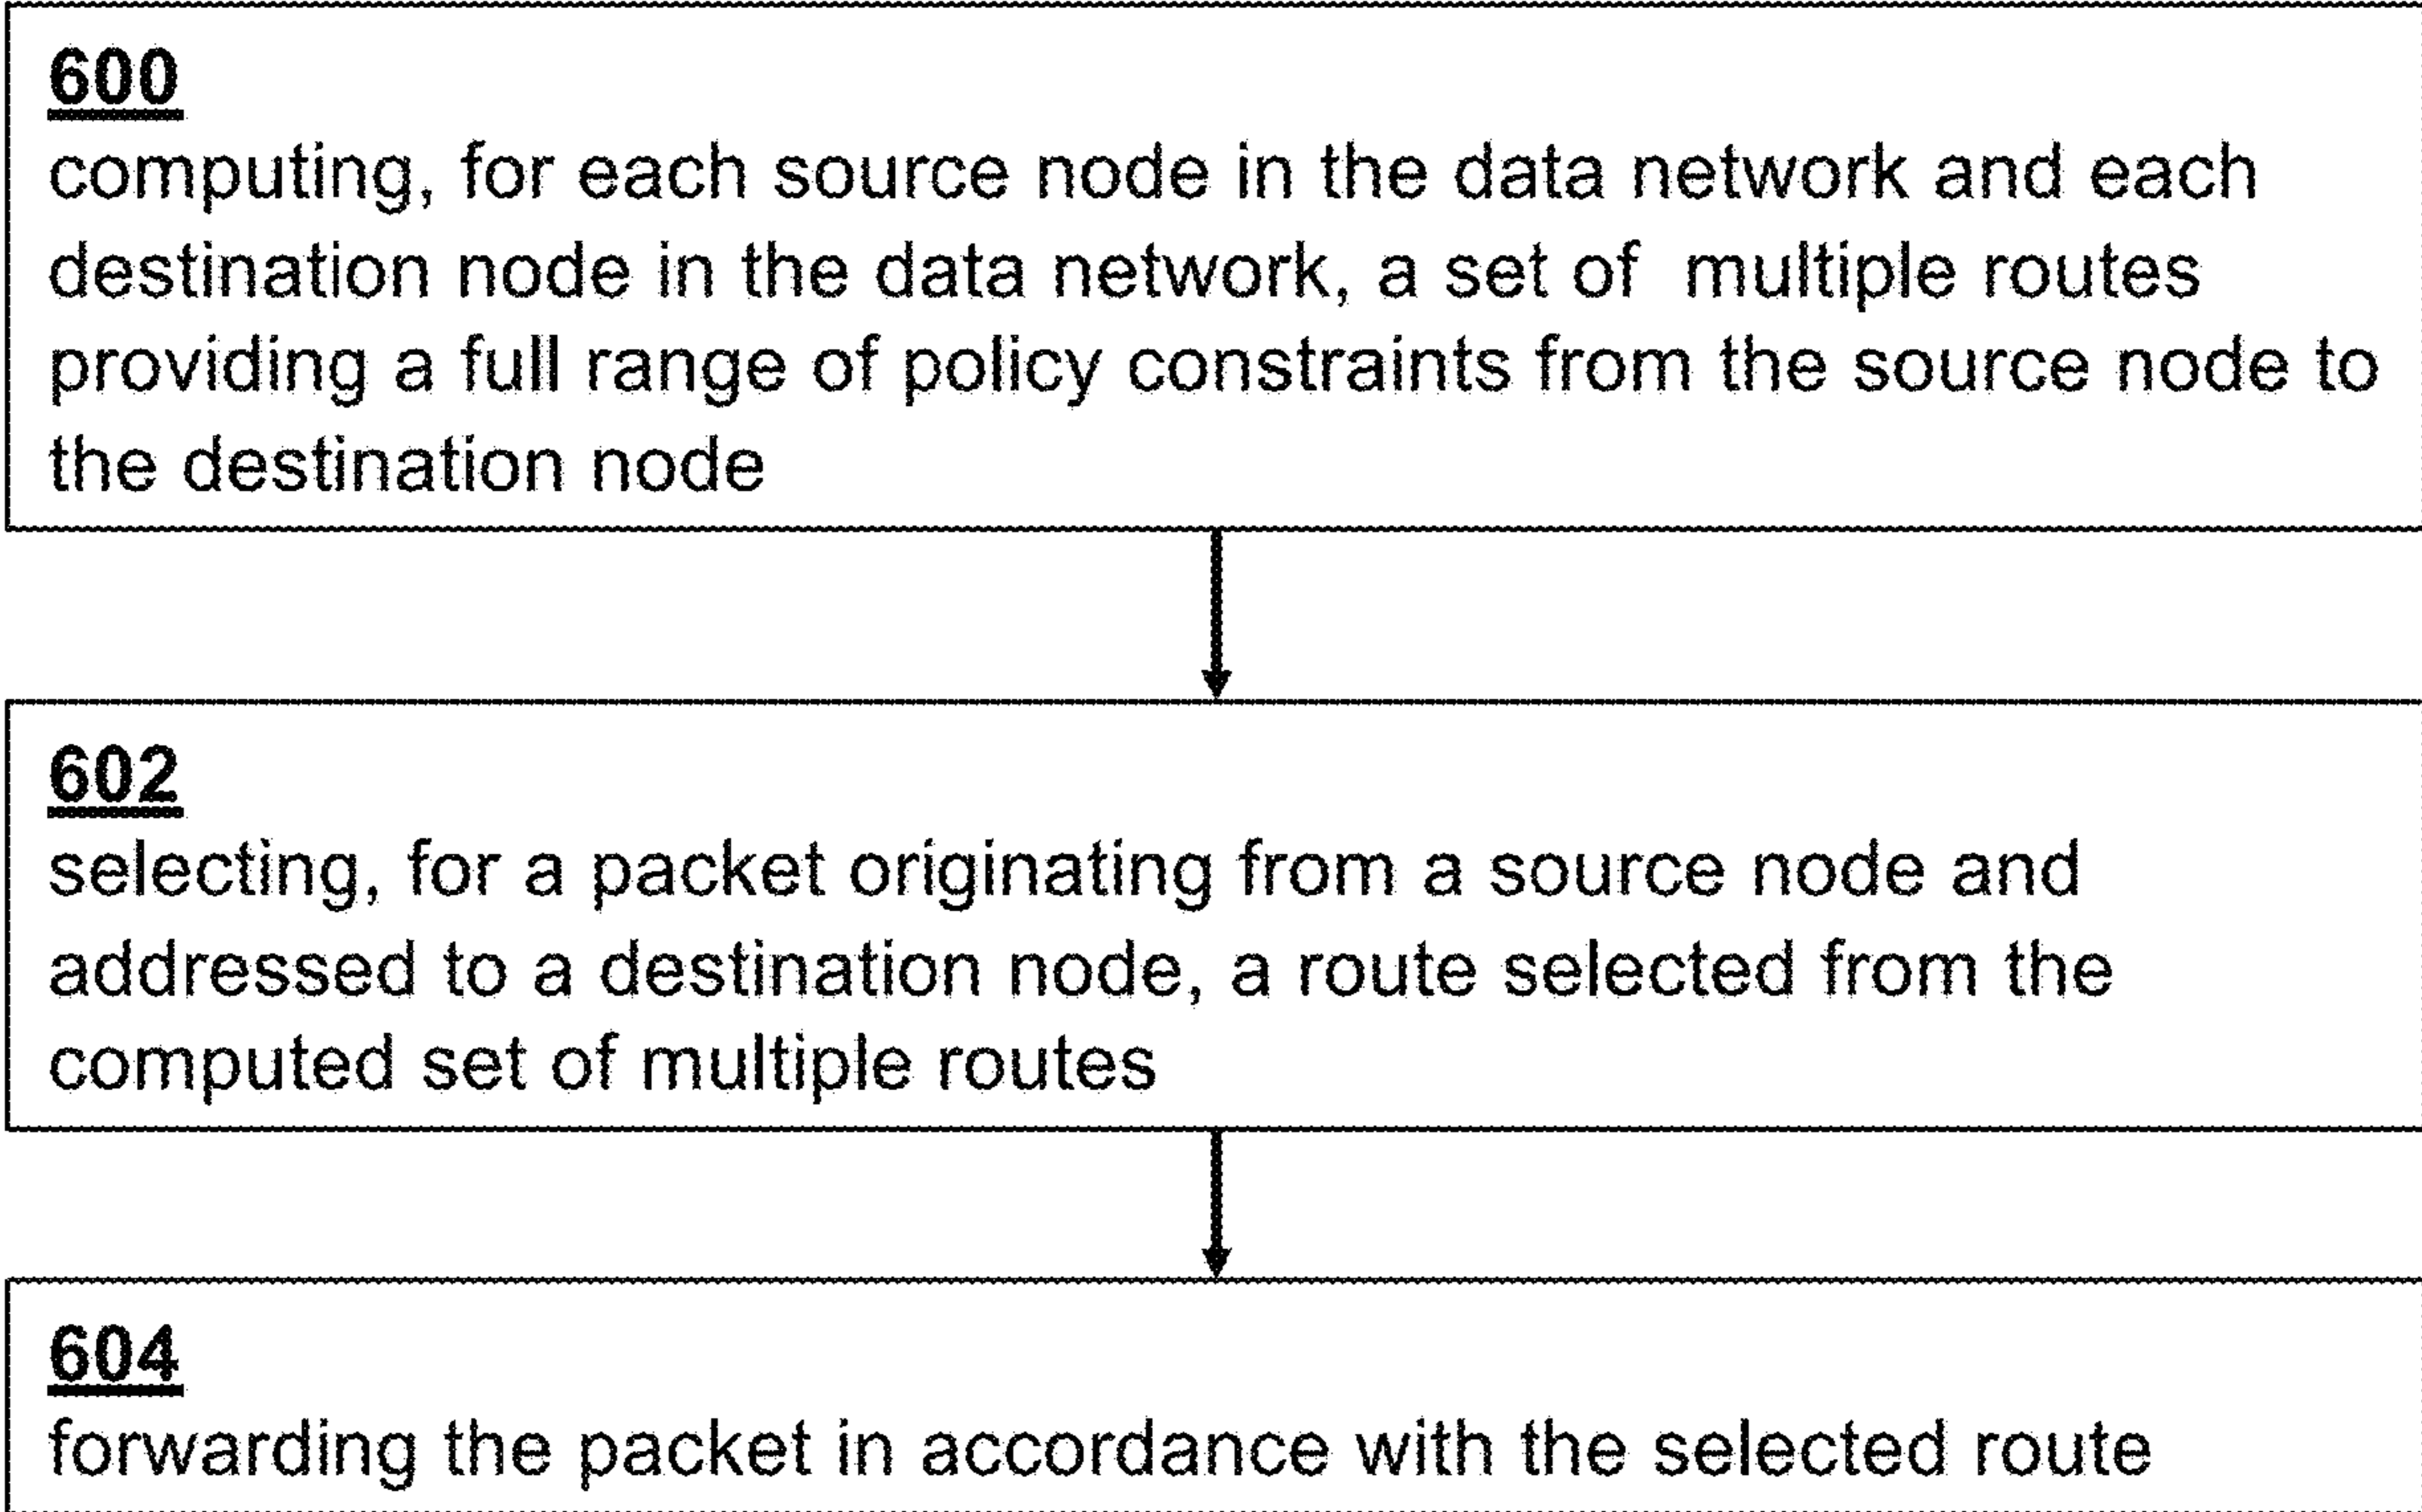 600
computing, for each source node in the data network and each
destination node in the data network, a set of multiple routes
providing a full range of policy constraints from the source node to
the destination node
602
selecting, for a packet originating from a source node and
addressed to a destination node, a route selected from the
computed set of multiple routes
604
forwarding the packet in accordance with the selected route